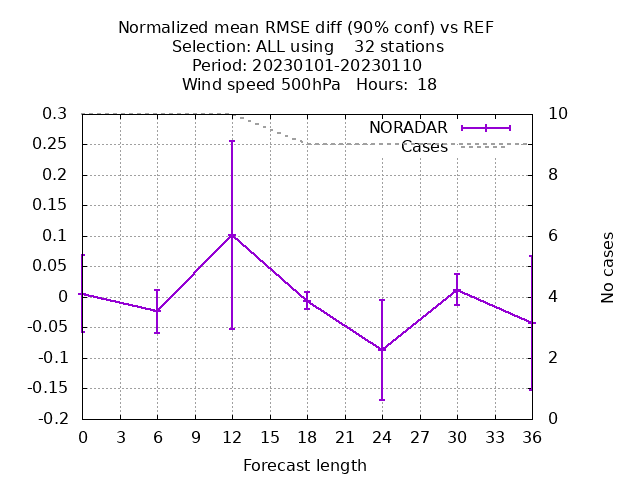 Normalized mean RMSE diff (90% conf) vs REF
Selection: ALL using    32 stations
Period: 20230101-20230110
Wind speed 500hPa   Hours:  18
0.3
0.25
0.2
0.15
0.1
0.05
0
-0.05
-0.1
-0.15
-0.2
NORADAR
Cases
10
8
6
4
2
0
No cases
0 3 6 9 12 15 18 21 24 27 30 33 36
Forecast length